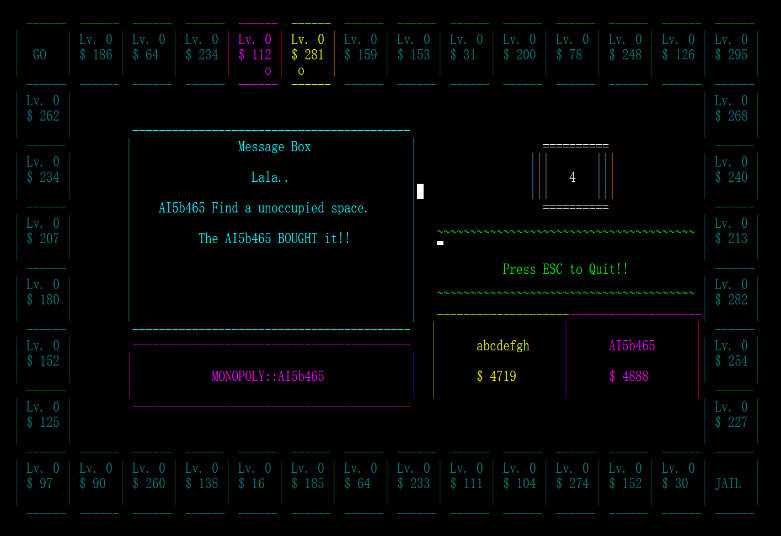 Lv. 0 Lv. 0 Lv. 0 Lv. 0 Lv. 0 Lv. 0 Lv. 0 Lv. 0 Lv. 0 Lv. 0 Lv. 0 Lv. 0 Lv. 0
GO $ 186 $ 64 $ 234 $ 112 $ 281 $ 159 $ 153 $ 31 $ 200 $ 78 $ 248 $ 126 $ 295
o o
Lv. 0 Lv. 0
$ 262 $ 268
Message Box
Lv. 0 Lala.. 4 Lv. 0
$ 234 $ 240
AI5b465 Find a unoccupied space.
Lv. 0 Lv. 0
$ 207 The AI5b465 BOUGHT it!! $ 213
Press ESC to Quit!!
Lv. 0 Lv. 0
$ 180 $ 282
Lv. 0 abcdefgh AI5b465 Lv. 0
$ 152 $ 254
MONOPOLY::AI5b465 $ 4719 $ 4888
Lv. 0 Lv. 0
$ 125 $ 227
Lv. 0 Lv. 0 Lv. 0 Lv. 0 Lv. 0 Lv. 0 Lv. 0 Lv. 0 Lv. 0 Lv. 0 Lv. 0 Lv. 0 Lv. 0
$ 97 $ 90 $ 260 $ 138 $ 16 $ 185 $ 64 $ 233 $ 111 $ 104 $ 274 $ 152 $ 30 JAIL